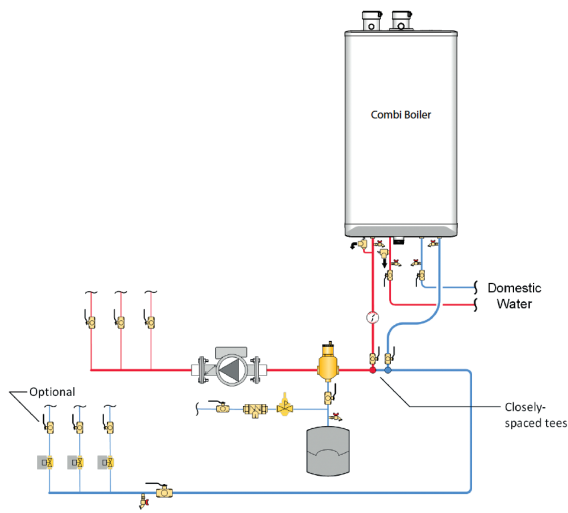 Combi Boiler
Domestic
Water
Optional
Closely-
spaced tees